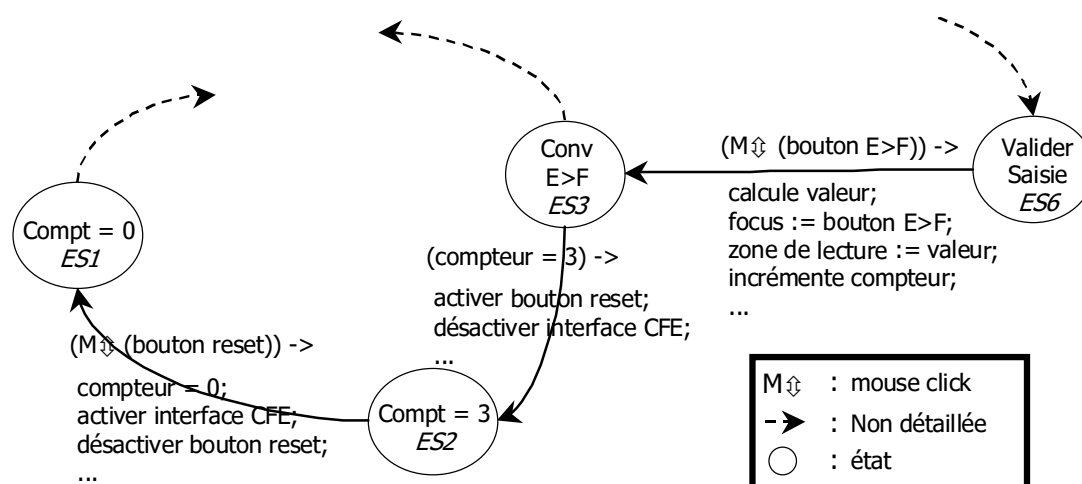 Conv
E>F
ES3
(M⇕ (bouton E>F)) ->
calcule valeur;
focus := bouton E>F;
zone de lecture := valeur;
incrémente compteur;
...
Valider
Saisie
ES6
Compt = 0
ES1
(compteur = 3) ->
activer bouton reset;
désactiver interface CFE;
...
(M⇕ (bouton reset)) ->
compteur = 0;
activer interface CFE;
désactiver bouton reset;
...
Compt = 3
ES2
M⇕ : mouse click
: Non détaillée
: état